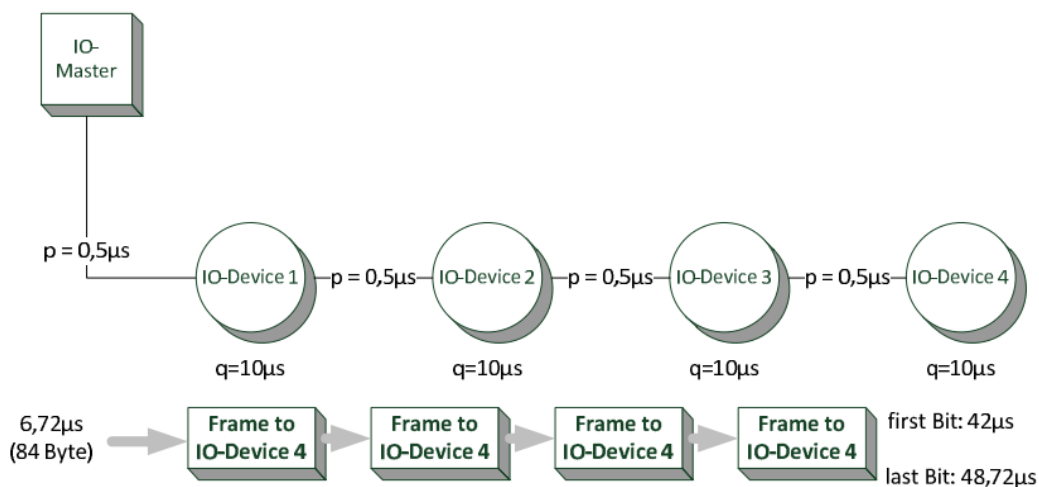 IO-
Master
p = 0,5µs
IO-Device 1
p = 0,5µs
IO-Device 2
p = 0,5µs
IO-Device 3
p = 0,5µs
IO-Device 4
q=10µs
q=10µs
q=10µs
q=10µs
6,72µs
(84 Byte)
Frame to
IO-Device 4
Frame to
IO-Device 4
Frame to
IO-Device 4
Frame to
IO-Device 4
first Bit: 42µs
last Bit: 48,72µs